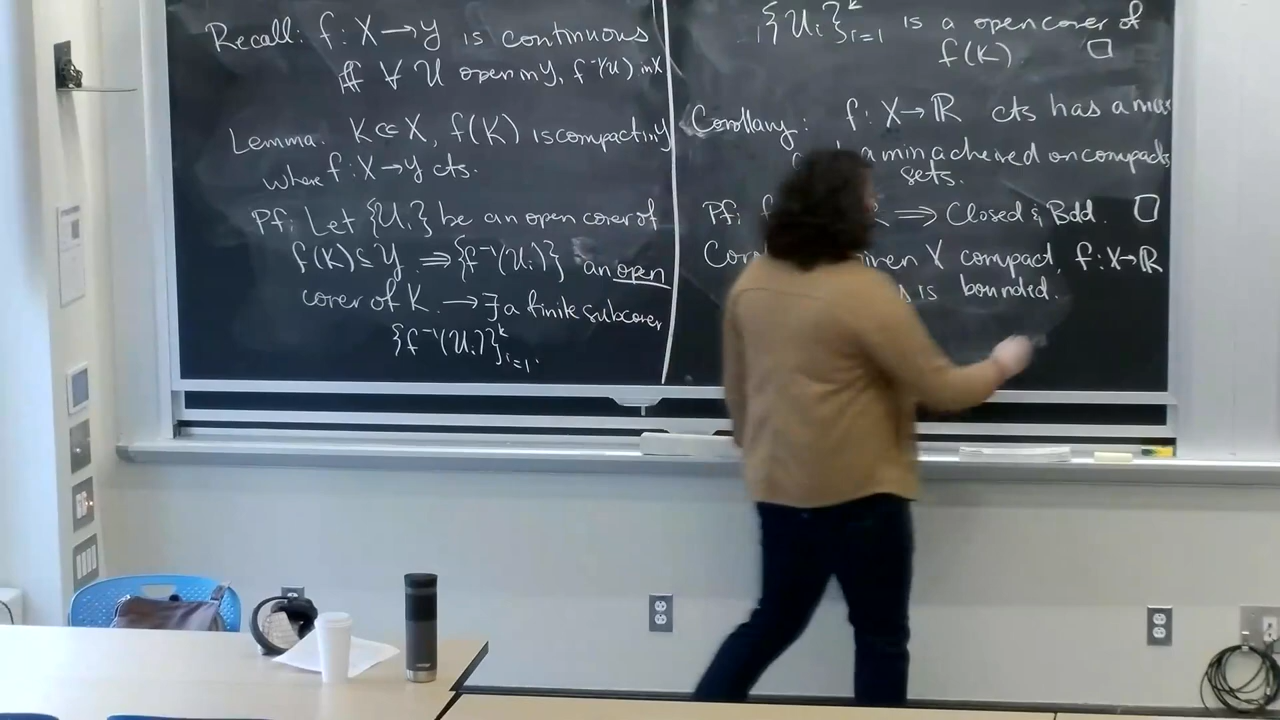 Recall: f: X→Y is continuous
iff ∀ U open in Y, f⁻¹(U) in X
Lemma. K⊂⊂X, f(K) is compact in Y
where f: X→Y cts.
Pf: Let {Uᵢ} be an open cover of
f(K)⊆Y. ⇒ {f⁻¹(Uᵢ)} an open
cover of K. → ∃ a finite subcover
{f⁻¹(Uᵢ)}ᵏᵢ₌₁.
{Uᵢ}ᵏᵢ₌₁ is a open cover of
f(K). □
Corollary: f: X→ℝ cts has a max
a min acheived on compact
sets.
Pf: ⇒ Closed & Bdd. □
X compact, f: X→ℝ
is bounded.